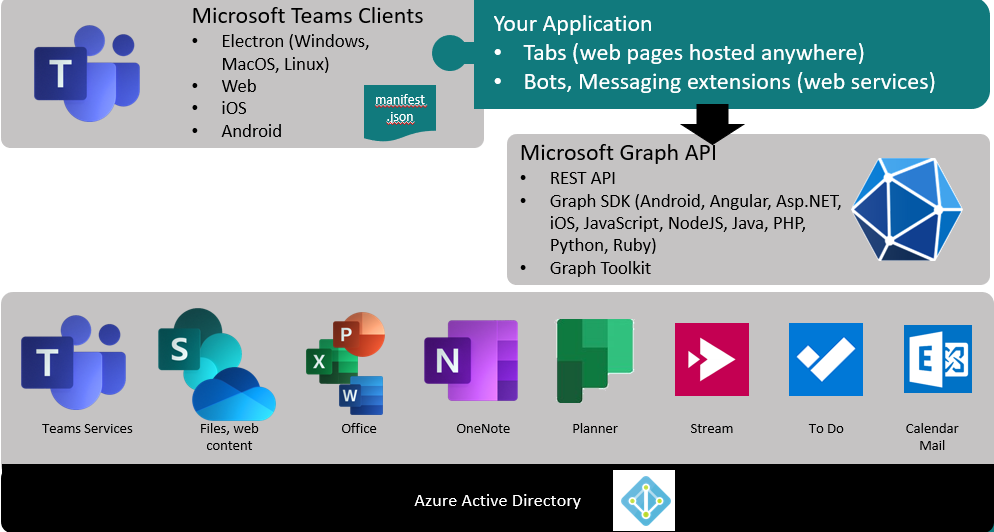 Microsoft Teams Clients
• Electron (Windows,
MacOS, Linux)
• Web
• iOS
• Android
manifest
.json
Your Application
• Tabs (web pages hosted anywhere)
• Bots, Messaging extensions (web services)
Microsoft Graph API
• REST API
• Graph SDK (Android, Angular, Asp.NET,
iOS, JavaScript, NodeJS, Java, PHP,
Python, Ruby)
• Graph Toolkit
T
T
S
P
X
W
N
E
Teams Services
Files, web
content
Office
OneNote
Planner
Stream
To Do
Calendar
Mail
Azure Active Directory